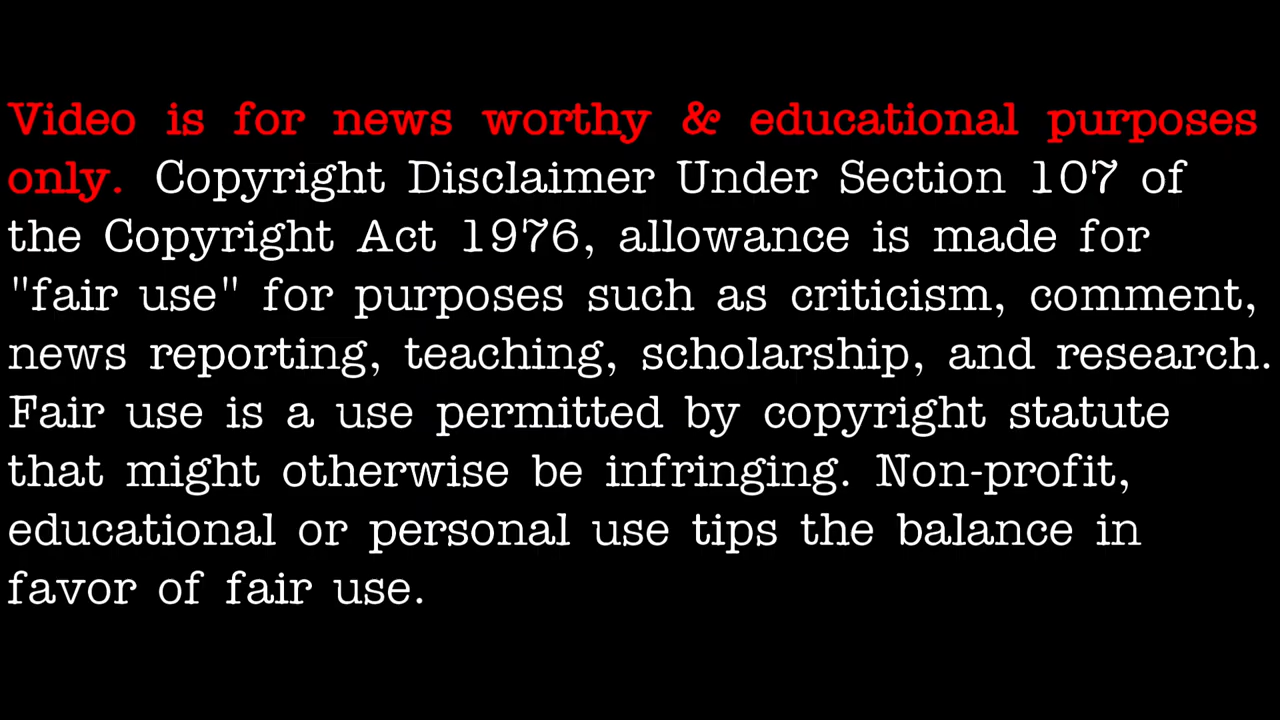 Video is for news worthy & educational purposes
only. Copyright Disclaimer Under Section 107 of
the Copyright Act 1976, allowance is made for
"fair use" for purposes such as criticism, comment,
news reporting, teaching, scholarship, and research.
Fair use is a use permitted by copyright statute
that might otherwise be infringing. Non-profit,
educational or personal use tips the balance in
favor of fair use.